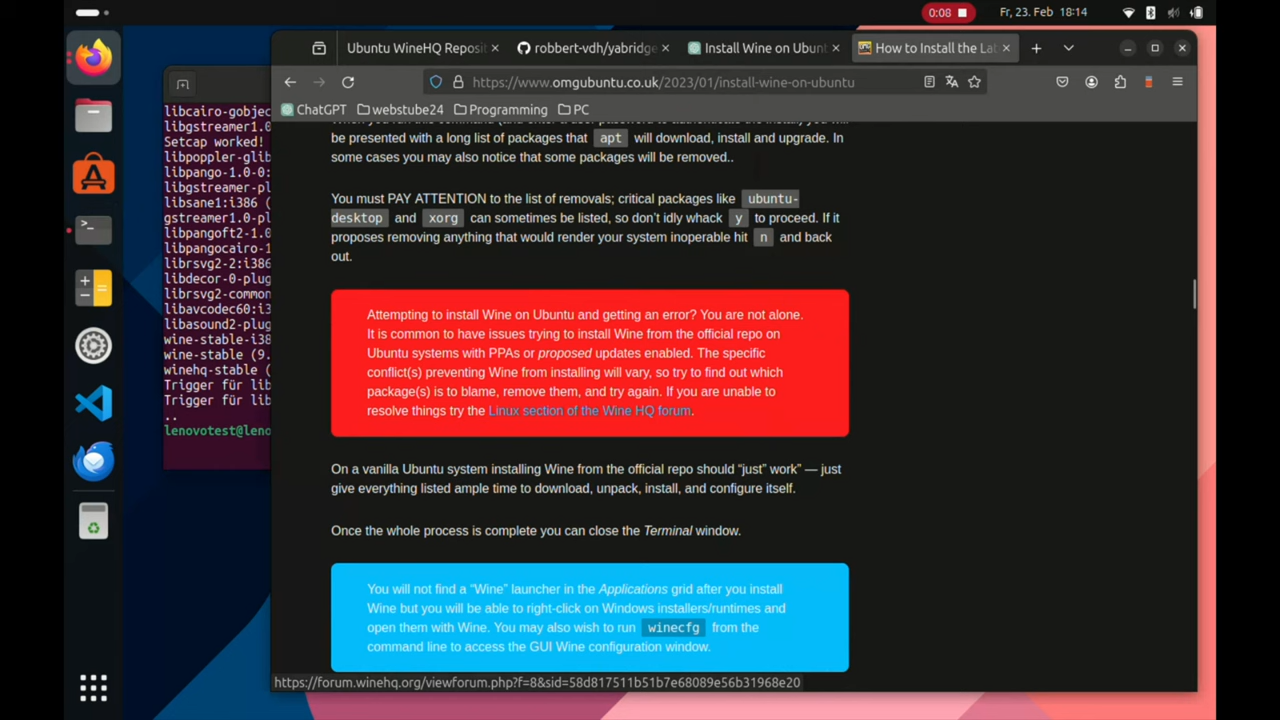 0:08
Fr, 23. Feb 18:14
Ubuntu WineHQ Reposit
robbert-vdh/yabridge
Install Wine on Ubunt
How to Install the La
https://www.omgubuntu.co.uk/2023/01/install-wine-on-ubuntu
ChatGPT
webstube24
Programming
PC
libcairo-gobjec
libgstreamer1.0
Setcap worked!
libpoppler-glib
libpango-1.0-0:
libgstreamer-pl
libsane1:i386 (
gstreamer1.0-pl
libpangoft2-1.0
libpangocairo-1
librsvg2-2:i386
libdecor-0-plug
librsvg2-common
libavcodec60:i3
libasound2-plug
wine-stable-i38
wine-stable (9.
winehq-stable (
Trigger für lib
Trigger für lib
..
lenovotest@leno
be presented with a long list of packages that apt will download, install and upgrade. In
some cases you may also notice that some packages will be removed..
You must PAY ATTENTION to the list of removals; critical packages like ubuntu-
desktop and xorg can sometimes be listed, so don’t idly whack y to proceed. If it
proposes removing anything that would render your system inoperable hit n and back
out.
Attempting to install Wine on Ubuntu and getting an error? You are not alone.
It is common to have issues trying to install Wine from the official repo on
Ubuntu systems with PPAs or proposed updates enabled. The specific
conflict(s) preventing Wine from installing will vary, so try to find out which
package(s) is to blame, remove them, and try again. If you are unable to
resolve things try the Linux section of the Wine HQ forum.
On a vanilla Ubuntu system installing Wine from the official repo should “just” work” — just
give everything listed ample time to download, unpack, install, and configure itself.
Once the whole process is complete you can close the Terminal window.
You will not find a “Wine” launcher in the Applications grid after you install
Wine but you will be able to right-click on Windows installers/runtimes and
open them with Wine. You may also wish to run winecfg from the
command line to access the GUI Wine configuration window.
https://forum.winehq.org/viewforum.php?f=8&sid=58d817511b51b7e68089e56b31968e20